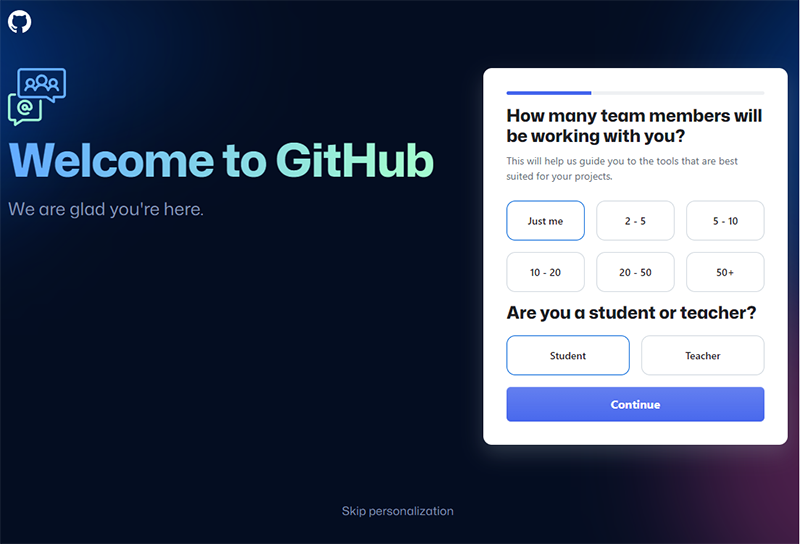 @
Welcome to GitHub
We are glad you're here.
How many team members will
be working with you?
This will help us guide you to the tools that are best
suited for your projects.
Just me
2 - 5
5 - 10
10 - 20
20 - 50
50+
Are you a student or teacher?
Student
Teacher
Continue
Skip personalization